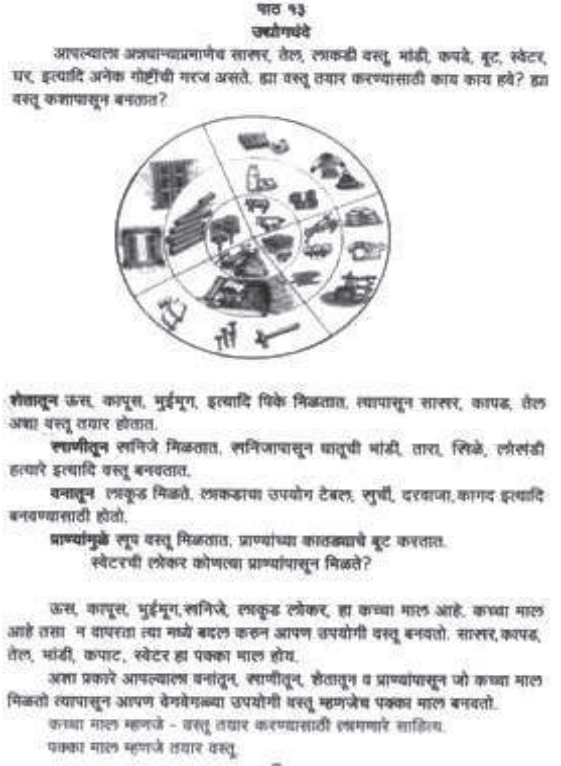 पाठ १३
उद्योगधंदे
आपल्याला अन्नधान्याप्रमाणेच साखर, तेल, लाकडी वस्तू, भांडी, कपडे, बूट, स्वेटर,
घर, इत्यादि अनेक गोष्टींची गरज असते. ह्या वस्तू तयार करण्यासाठी काय काय हवे? ह्या
वस्तू कशापासून बनतात?
शेतातून ऊस, कापूस, भुईमूग, इत्यादि पिके मिळतात. त्यापासून साखर, कापड, तेल
अशा वस्तू तयार होतात.
खाणीतून खनिजे मिळतात. खनिजापासून धातूची भांडी, तारा, खिळे, लोखंडी
हत्यारे इत्यादि वस्तू बनवतात.
वनातून लाकूड मिळते. लाकडाचा उपयोग टेबल, खुर्ची, दरवाजा,कागद इत्यादि
बनवण्यासाठी होतो.
प्राण्यांमुळे खूप वस्तू मिळतात. प्राण्यांच्या कातड्याचे बूट करतात.
स्वेटरची लोकर कोणत्या प्राण्यांपासून मिळते?
ऊस, कापूस, भुईमूग,खनिजे, लाकूड लोकर, हा कच्चा माल आहे. कच्चा माल
आहे तसा न वापरता त्या मध्ये बदल करुन आपण उपयोगी वस्तू बनवतो. साखर,कापड,
तेल, भांडी, कपाट, स्वेटर हा पक्का माल होय.
अशा प्रकारे आपल्याला वनांतून, खाणीतून, शेतातून व प्राण्यांपासून जो कच्चा माल
मिळतो त्यापासून आपण वेगवेगळ्या उपयोगी वस्तू म्हणजेच पक्का माल बनवतो.
कच्चा माल म्हणजे - वस्तू तयार करण्यासाठी लागणारे साहित्य.
पक्का माल म्हणजे तयार वस्तू